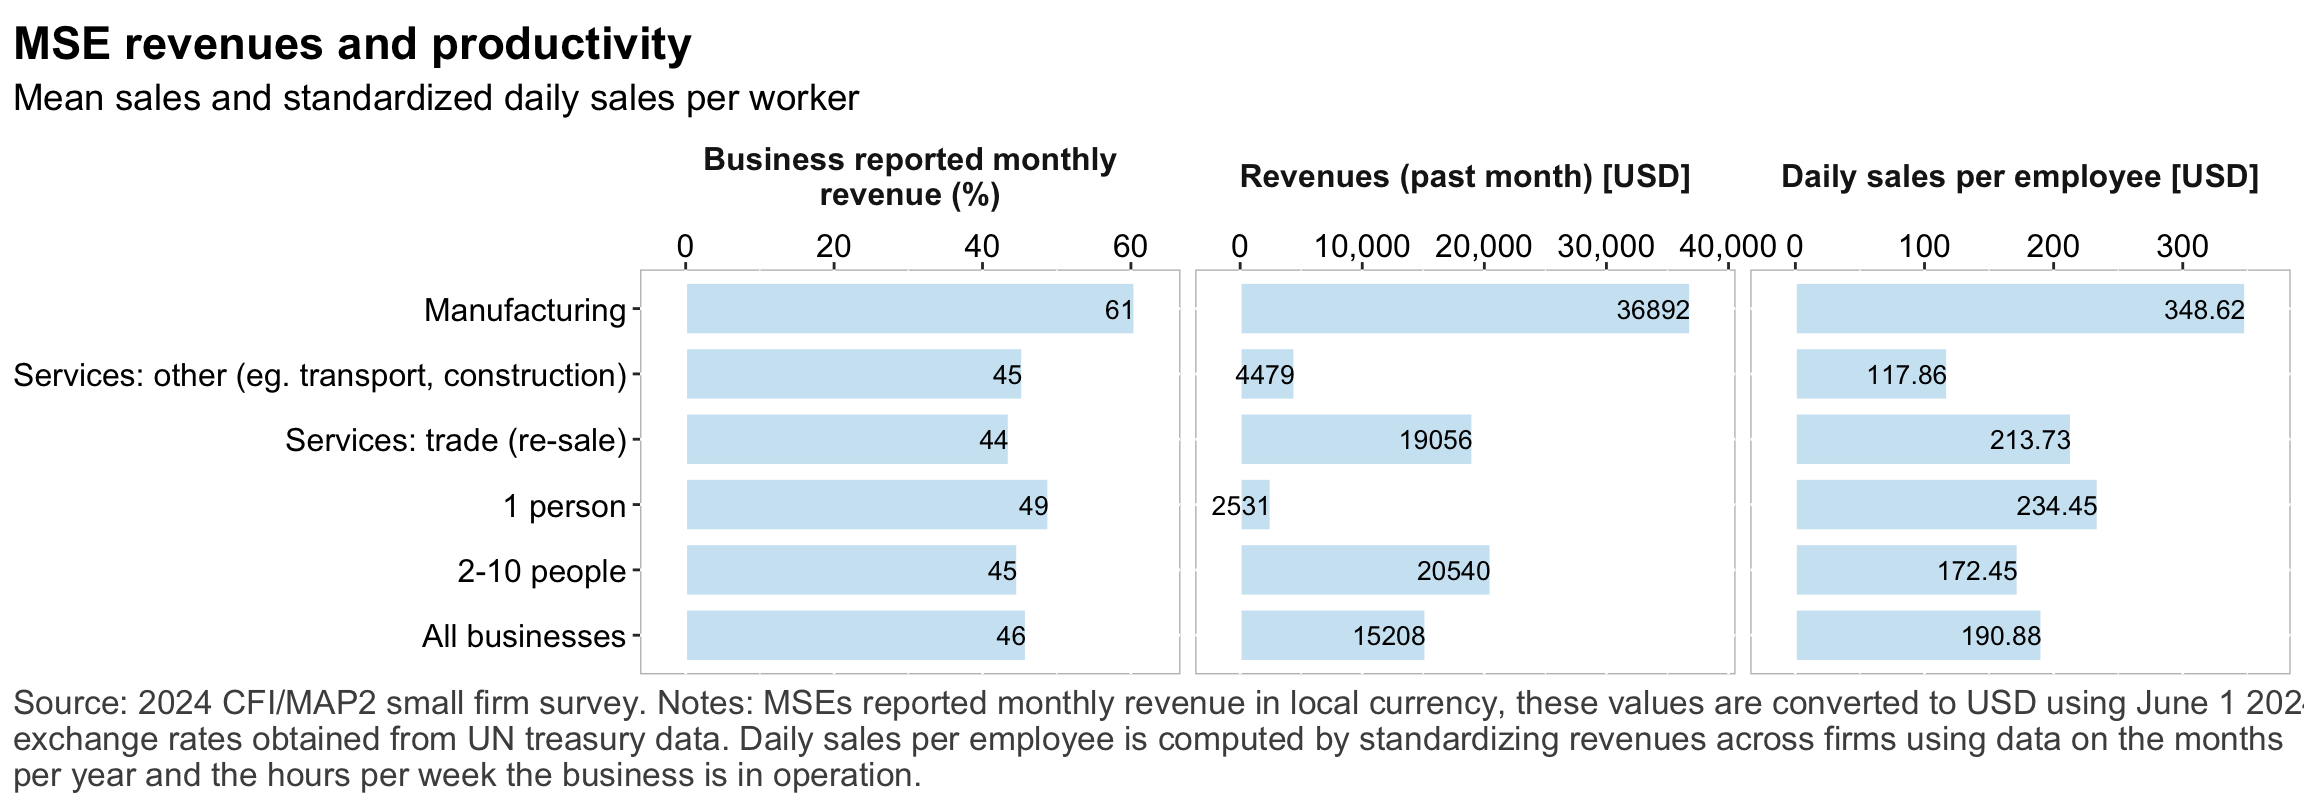 MSE revenues and productivity
Mean sales and standardized daily sales per worker
Business reported monthly
revenue (%)
Revenues (past month) [USD]
Daily sales per employee [USD]
0 20 40 60
0 10,000 20,000 30,000 40,000
0 100 200 300
Manufacturing 61 36892 348.62
Services: other (eg. transport, construction) 45 4479 117.86
Services: trade (re-sale) 44 19056 213.73
1 person 49 2531 234.45
2-10 people 45 20540 172.45
All businesses 46 15208 190.88
Source: 2024 CFI/MAP2 small firm survey. Notes: MSEs reported monthly revenue in local currency, these values are converted to USD using June 1 2024
exchange rates obtained from UN treasury data. Daily sales per employee is computed by standardizing revenues across firms using data on the months
per year and the hours per week the business is in operation.